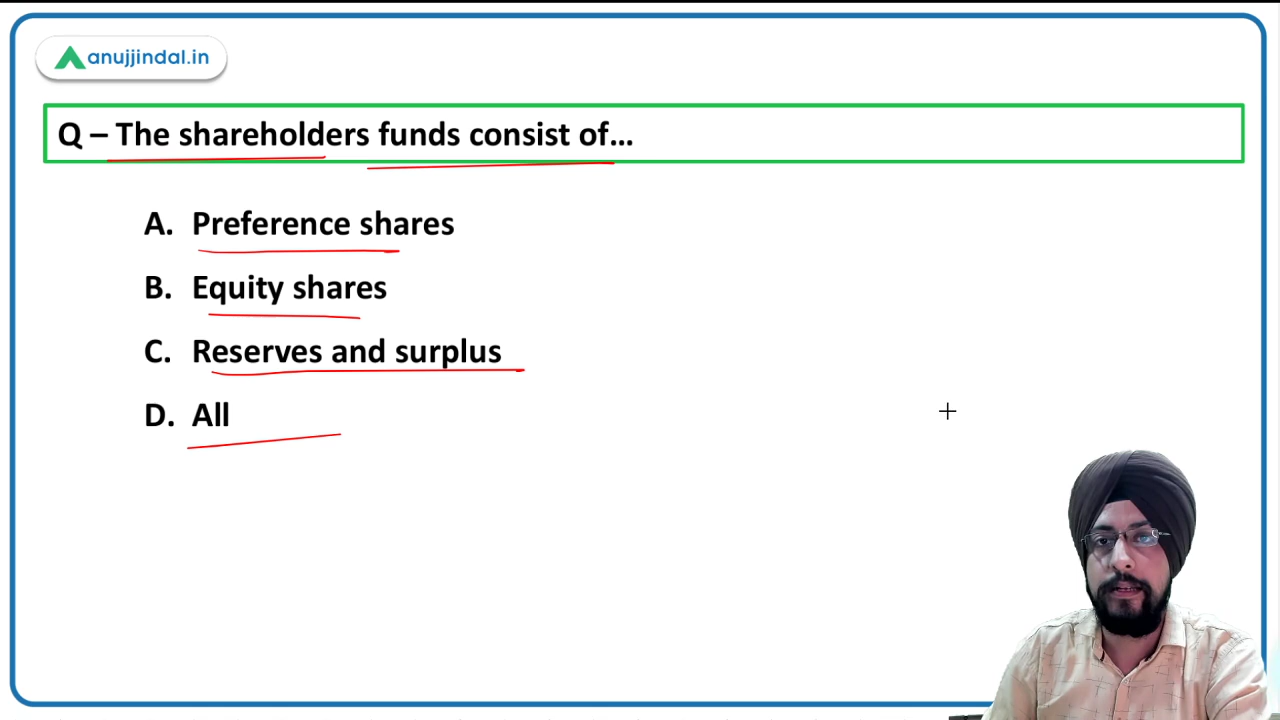 anujjindal.in
Q – The shareholders funds consist of…
A. Preference shares
B. Equity shares
C. Reserves and surplus
D. All